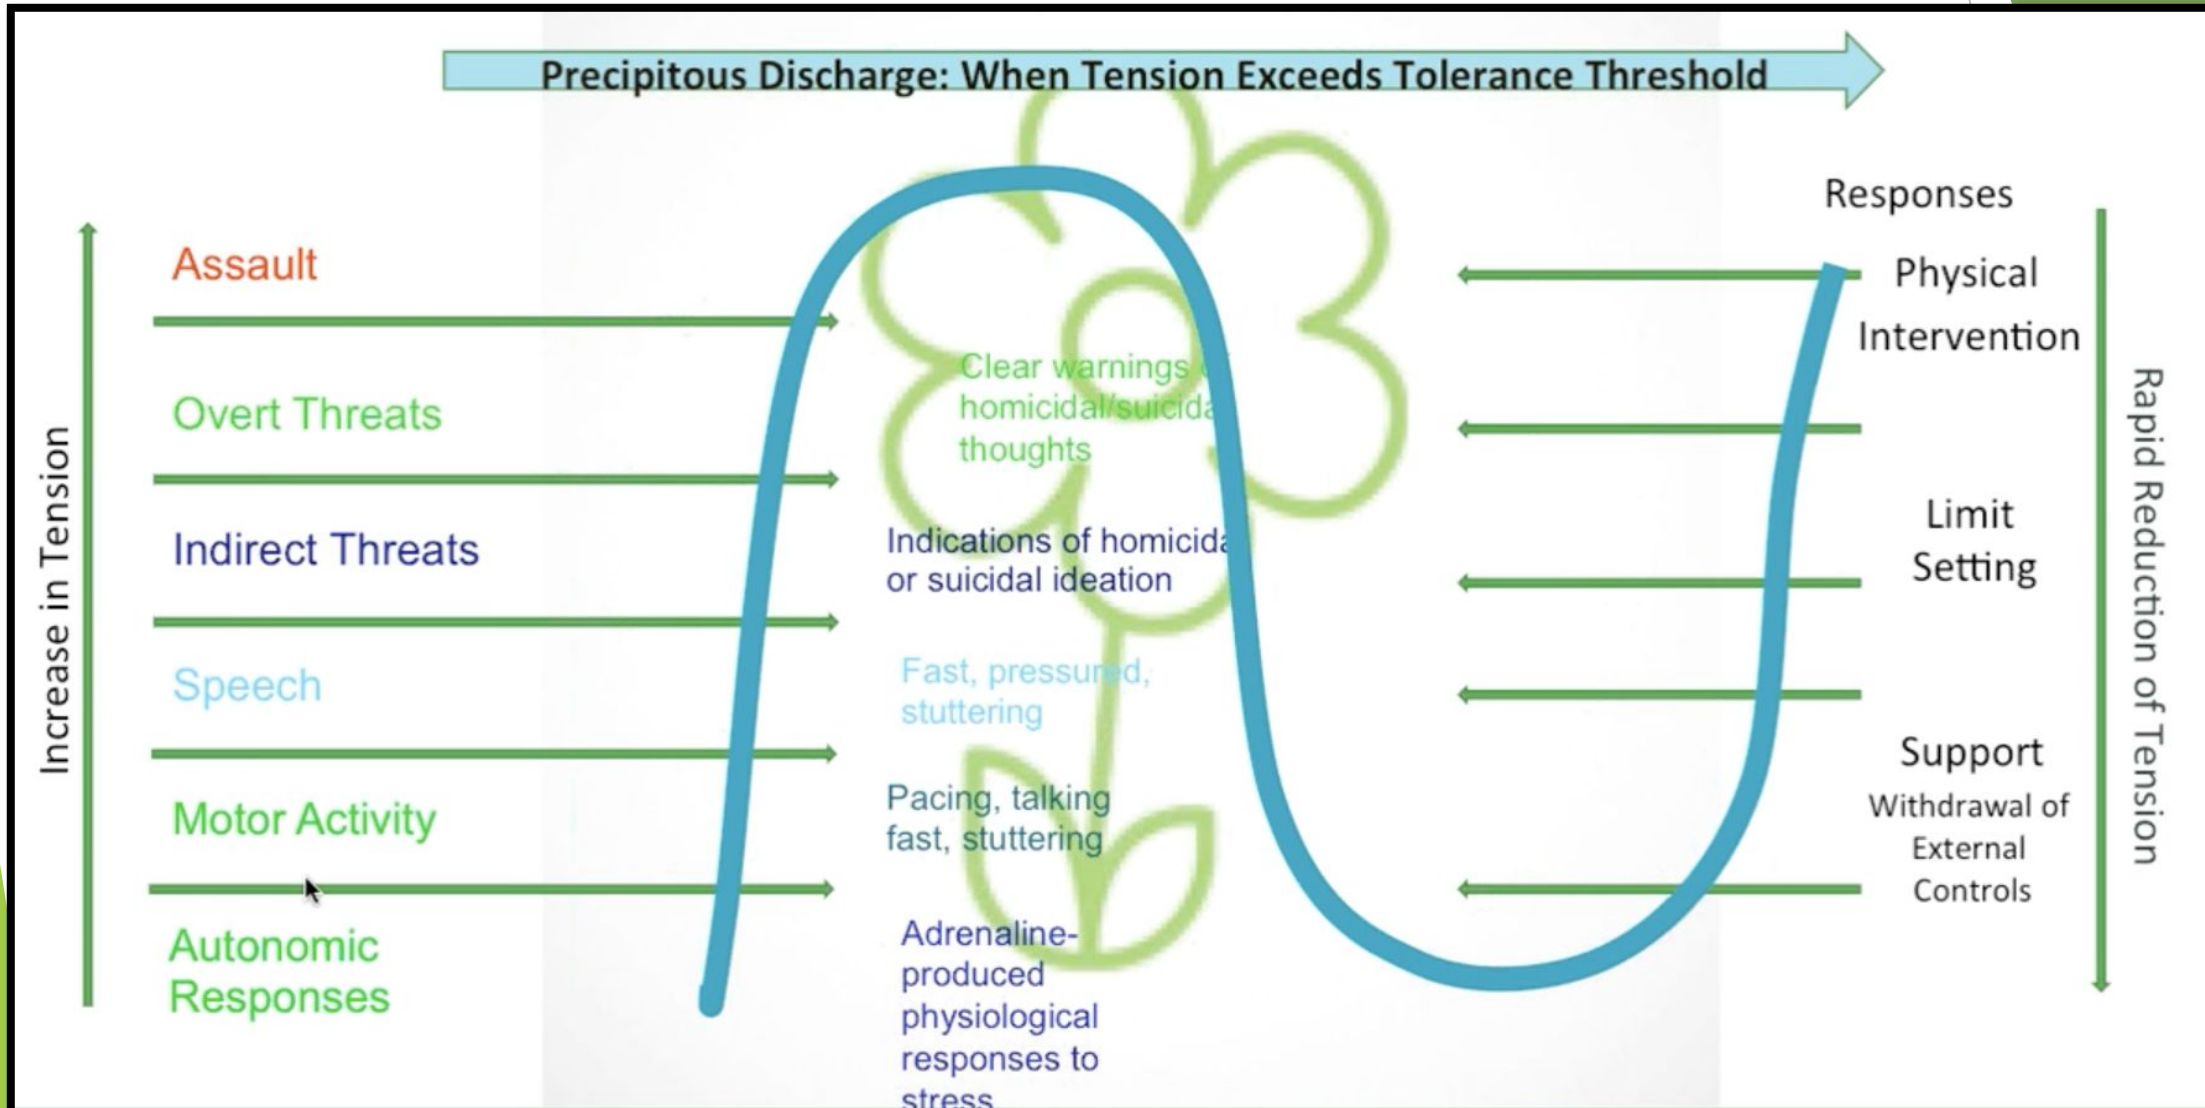 Precipitous Discharge: When Tension Exceeds Tolerance Threshold
Increase in Tension
Assault
Overt Threats
Indirect Threats
Speech
Motor Activity
Autonomic
Responses
Clear warnings
thoughts
Indications of
or suicidal ideation
Fast, pressured,
stuttering
Pacing, talking
fast, stuttering
Adrenaline-
produced
physiological
responses to
stress
Responses
Physical
Intervention
Limit
Setting
Support
Withdrawal of
External
Controls
Rapid Reduction of Tension